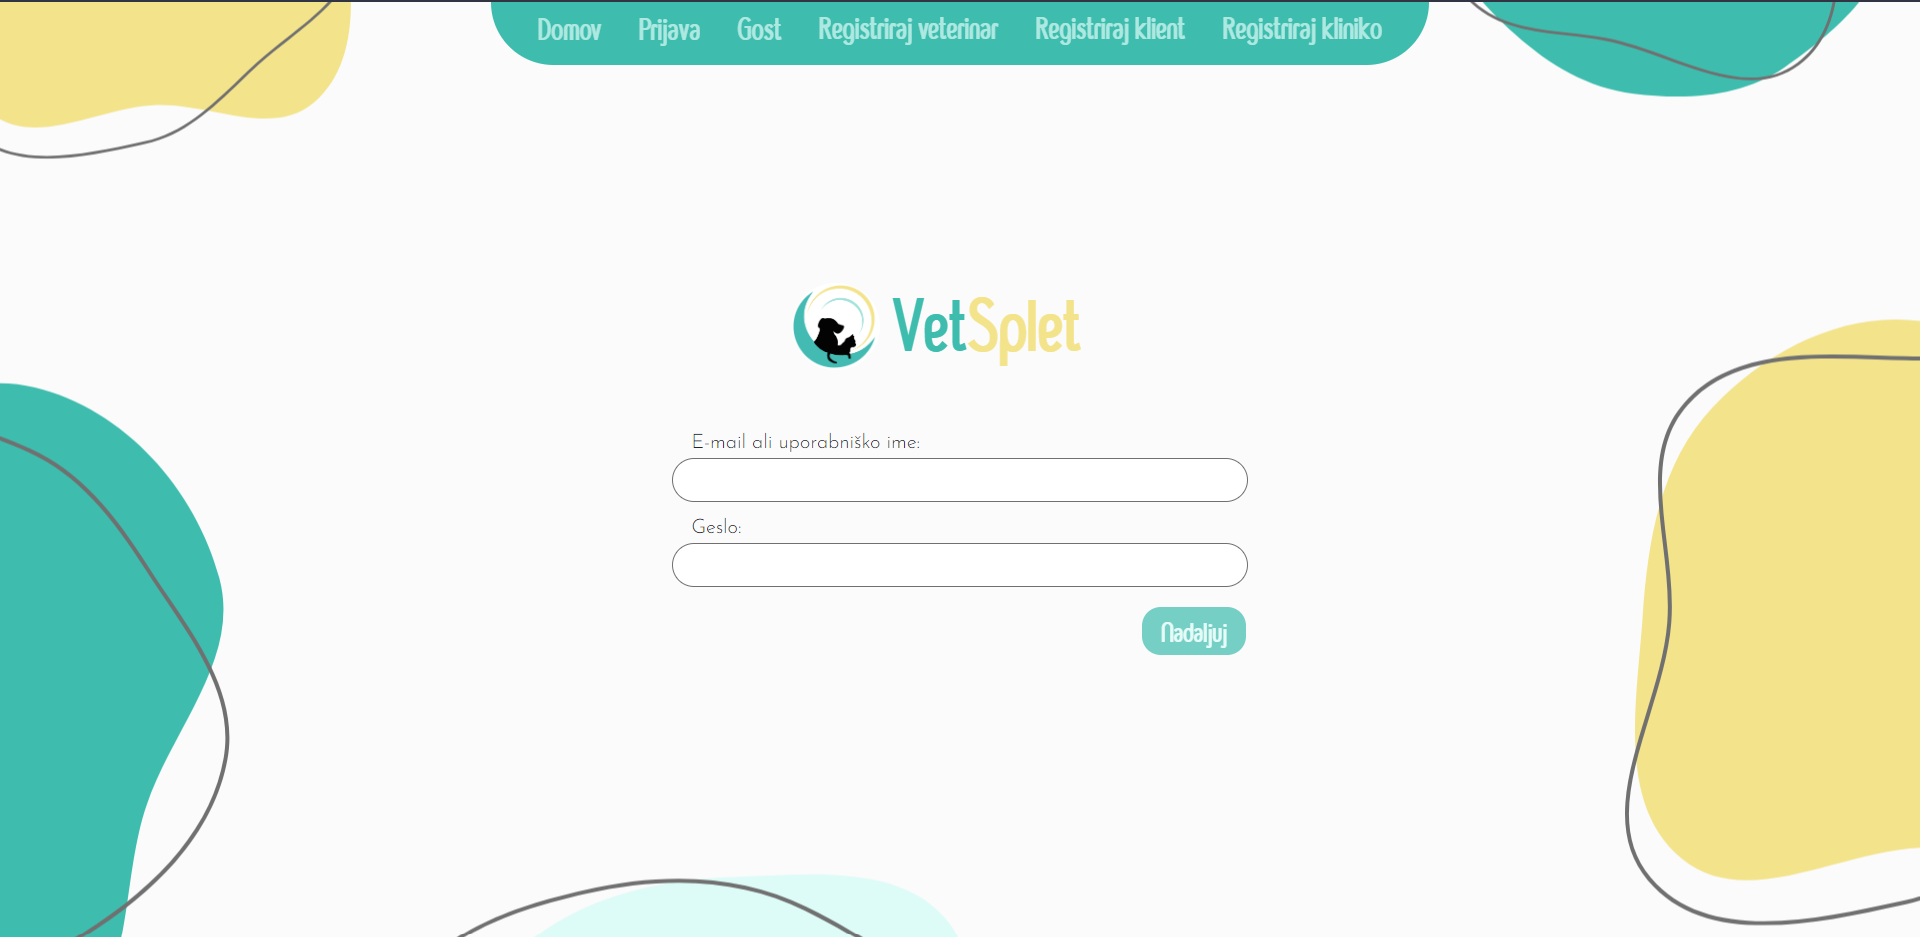 Domov Prijava Gost Registriraj veterinar Registriraj klient Registriraj kliniko
VetSplet
E-mail ali uporabniško ime:
Geslo:
Nadaljuj